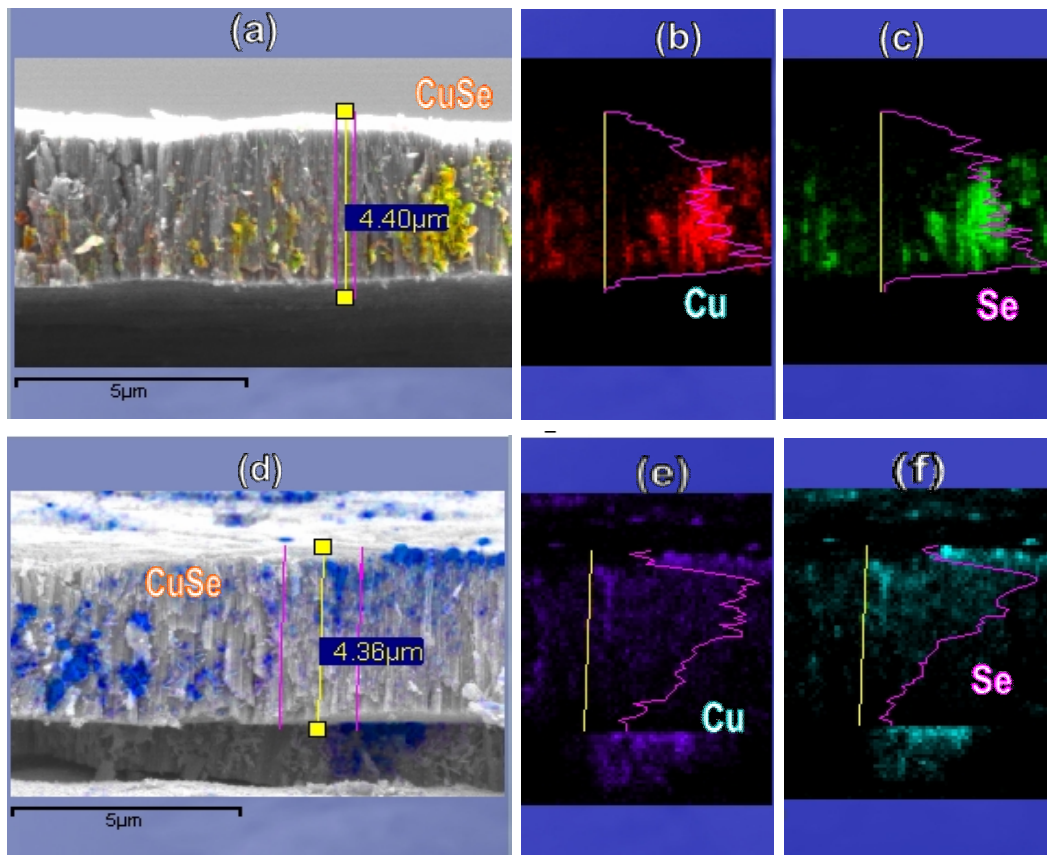 (a)
CuSe
4.40µm
5µm
(b)
Cu
(c)
Se
(d)
CuSe
4.36µm
5µm
(e)
Cu
(f)
Se